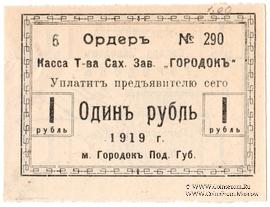 200
6 Ордеръ № 290
Касса Т-ва Сах. Зав. „ГОРОДОКЪ“
Уплатитъ предъявителю сего
1 рубль Одинъ рубль 1 рубль
1919 г.
м. Городокъ Под. Губ.